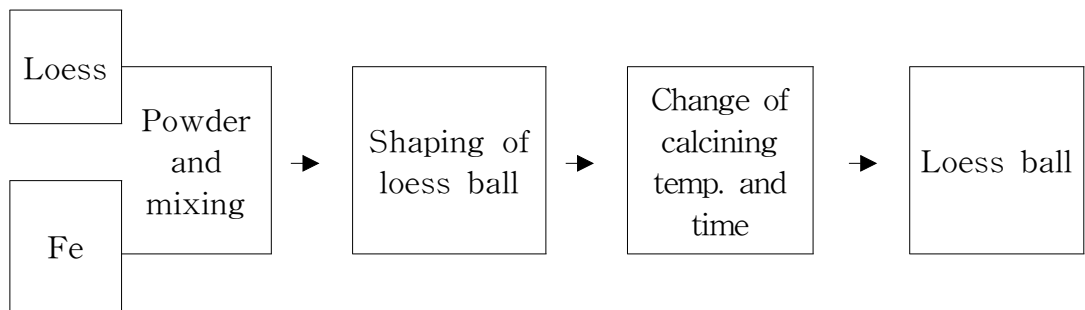 Loess
Fe
Powder
and
mixing
Shaping of
loess ball
Change of
calcining
temp. and
time
Loess ball